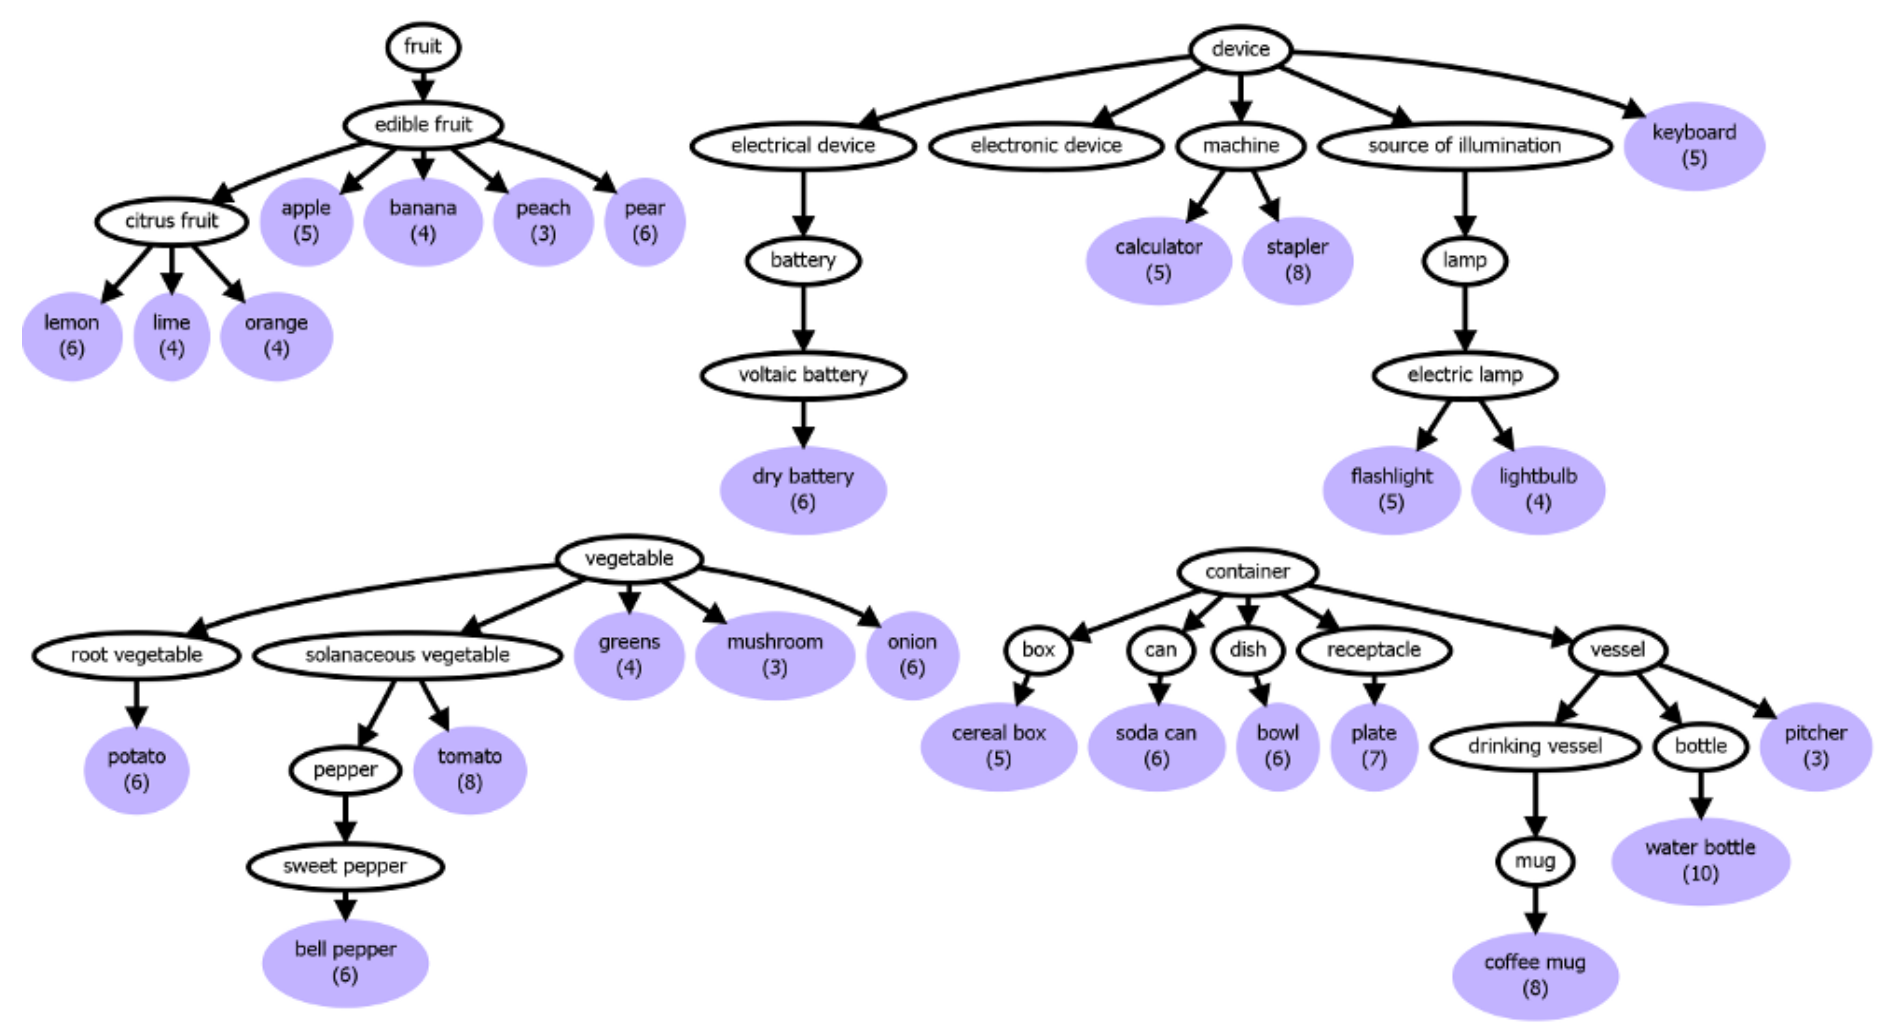 fruit
edible fruit
citrus fruit
apple
(5)
banana
(4)
peach
(3)
pear
(6)
lemon
(6)
lime
(4)
orange
(4)
device
electrical device
electronic device
machine
source of illumination
keyboard
(5)
battery
calculator
(5)
stapler
(8)
lamp
voltaic battery
electric lamp
dry battery
(6)
flashlight
(5)
lightbulb
(4)
vegetable
root vegetable
solanaceous vegetable
greens
(4)
mushroom
(3)
onion
(6)
potato
(6)
pepper
tomato
(8)
sweet pepper
bell pepper
(6)
container
box
can
dish
receptacle
vessel
cereal box
(5)
soda can
(6)
bowl
(6)
plate
(7)
drinking vessel
bottle
pitcher
(3)
mug
water bottle
(10)
coffee mug
(8)